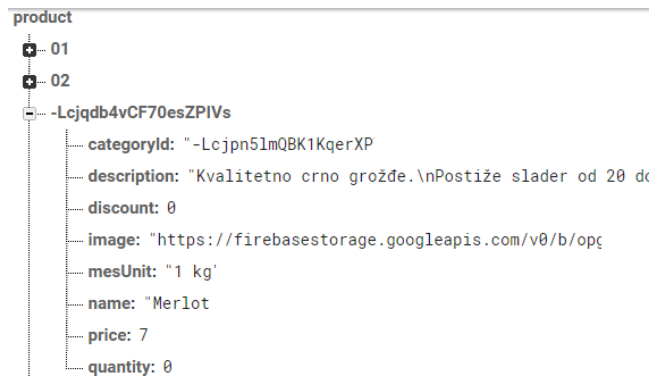 product
01
02
-Lcjqdb4vCF70esZPIVs
categoryId: "-Lcjpn5lmQBK1KqerXP
description: "Kvalitetno crno grožđe.\nPostiže slader od 20 do
discount: 0
image: "https://firebasestorage.googleapis.com/v0/b/opg
mesUnit: "1 kg'
name: "Merlot
price: 7
quantity: 0